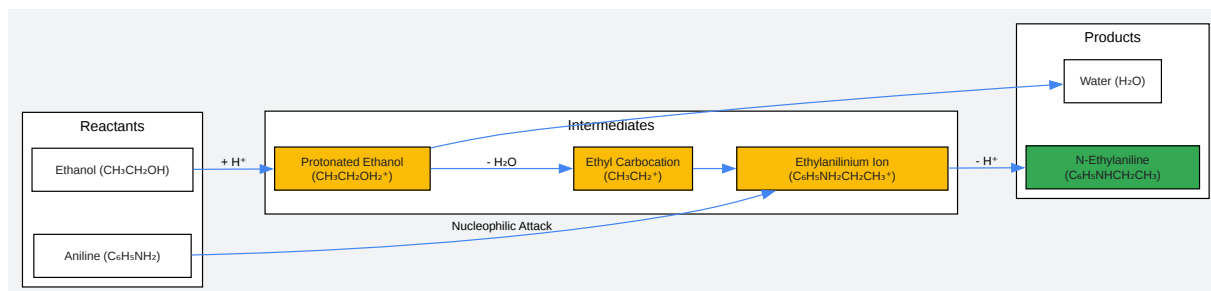 Reactants
Ethanol (CH₃CH₂OH)
Aniline (C₆H₅NH₂)
+ H⁺
Intermediates
Protonated Ethanol
(CH₃CH₂OH₂⁺)
- H₂O
Ethyl Carbocation
(CH₃CH₂⁺)
Ethylanilinium Ion
(C₆H₅NH₂CH₂CH₃⁺)
Nucleophilic Attack
- H⁺
Products
Water (H₂O)
N-Ethylaniline
(C₆H₅NHCH₂CH₃)